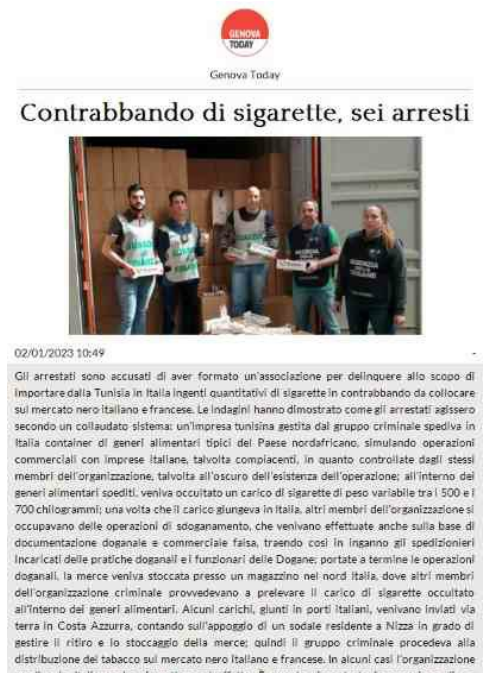 GENOVA
TODAY
Genova Today
Contrabbando di sigarette, sei arresti
02/01/2023 10:49
-
Gli arrestati sono accusati di aver formato un'associazione per delinquere allo scopo di
importare dalla Tunisia in Italia ingenti quantitativi di sigarette in contrabbando da collocare
sul mercato nero italiano e francese. Le indagini hanno dimostrato come gli arrestati agissero
secondo un collaudato sistema: un'impresa tunisina gestita dal gruppo criminale spediva in
Italia container di generi alimentari tipici del Paese nordafricano, simulando operazioni
commerciali con imprese italiane, talvolta compiacenti, in quanto controllate dagli stessi
membri dell'organizzazione, talvolta all'oscuro dell'esistenza dell'operazione; all'interno dei
generi alimentari spediti, veniva occultato un carico di sigarette di peso variabile tra i 500 e i
700 chilogrammi; una volta che il carico giungeva in Italia, altri membri dell'organizzazione si
occupavano delle operazioni di sdoganamento, che venivano effettuate anche sulla base di
documentazione doganale e commerciale falsa, traendo così in inganno gli spedizionieri
incaricati delle pratiche doganali e i funzionari delle Dogane; portate a termine le operazioni
doganali, la merce veniva stoccata presso un magazzino nel nord Italia, dove altri membri
dell'organizzazione criminale provvedevano a prelevare il carico di sigarette occultato
all'interno dei generi alimentari. Alcuni carichi, giunti in porti italiani, venivano inviati via
terra in Costa Azzurra, contando sull'appoggio di un sodale residente a Nizza in grado di
gestire il ritiro e lo stoccaggio della merce; quindi il gruppo criminale procedeva alla
distribuzione del tabacco sul mercato nero italiano e francese. In alcuni casi l'organizzazione